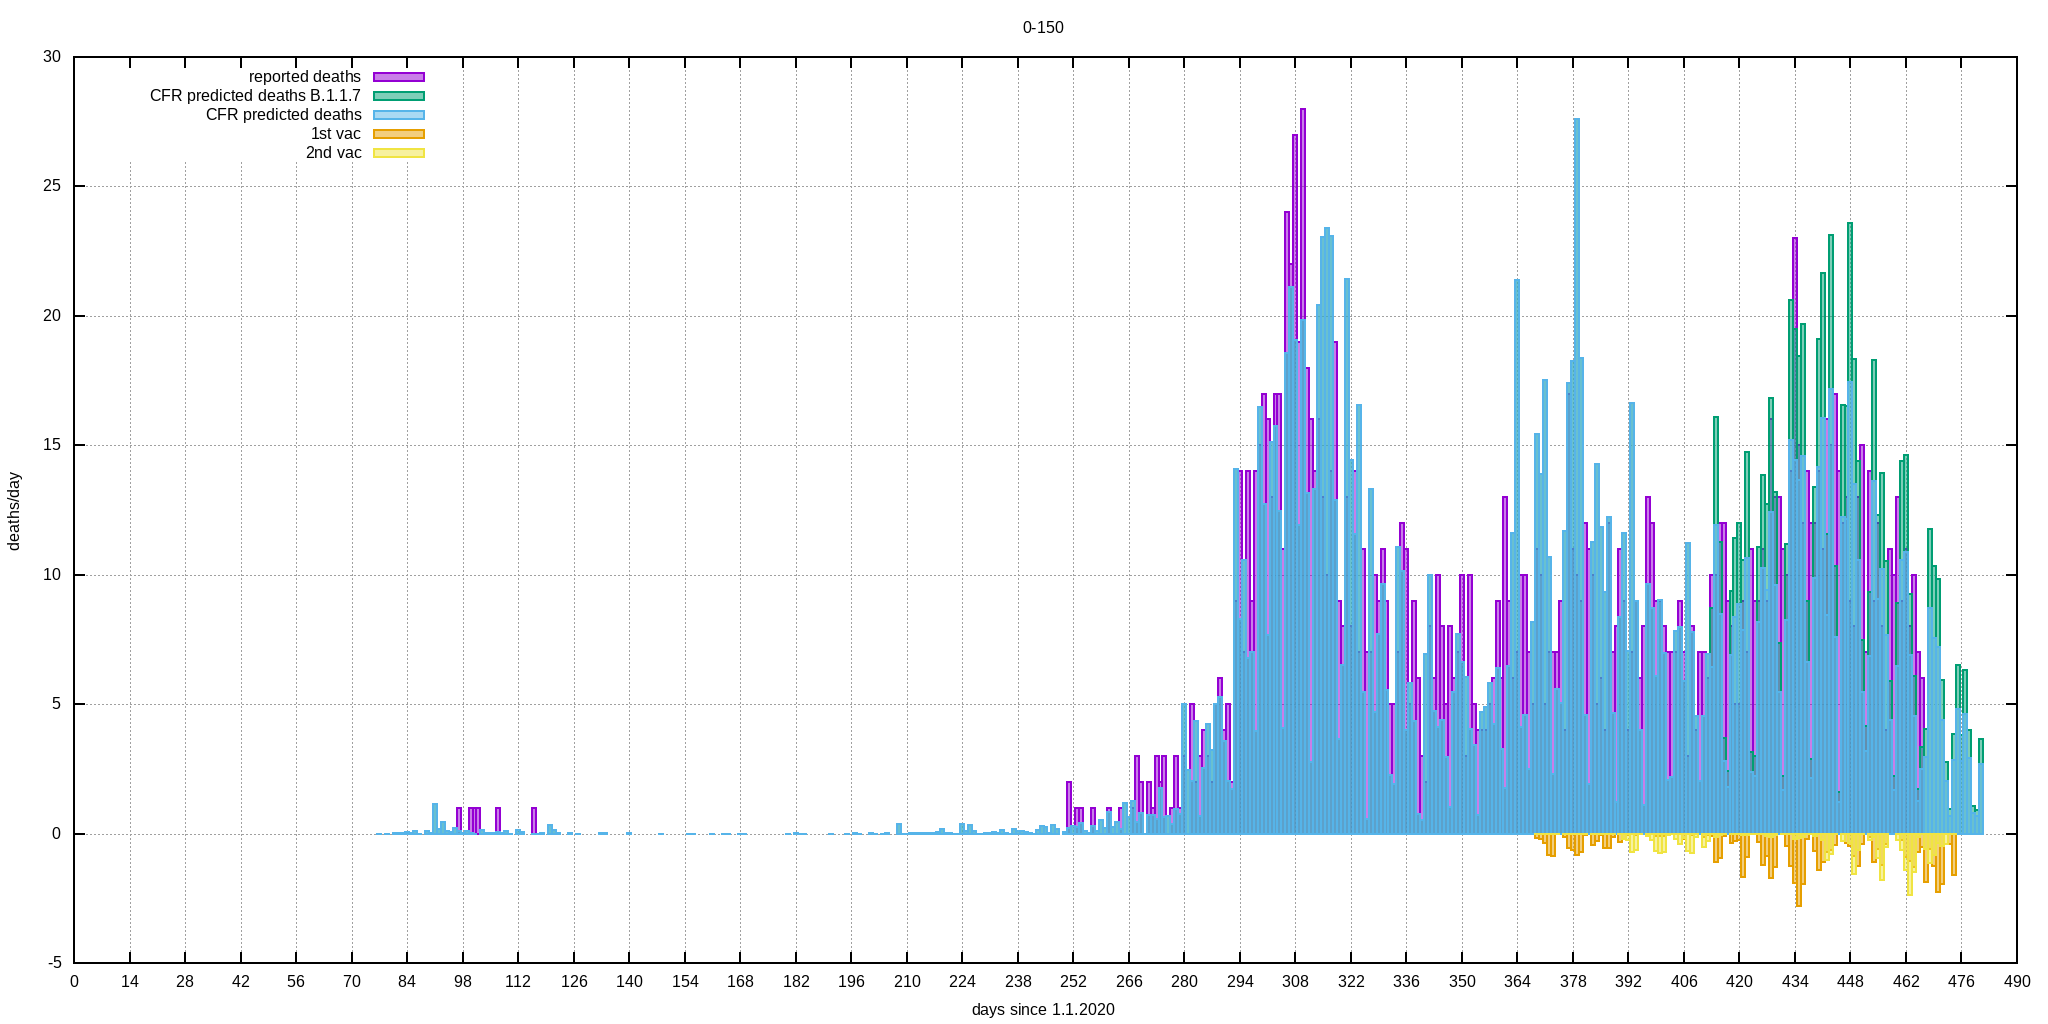 0-150
30
25
20
15
10
5
0
-5
deaths/day
reported deaths
CFR predicted deaths B.1.1.7
CFR predicted deaths
1st vac
2nd vac
0 14 28 42 56 70 84 98 112 126 140 154 168 182 196 210 224 238 252 266 280 294 308 322 336 350 364 378 392 406 420 434 448 462 476 490
days since 1.1.2020